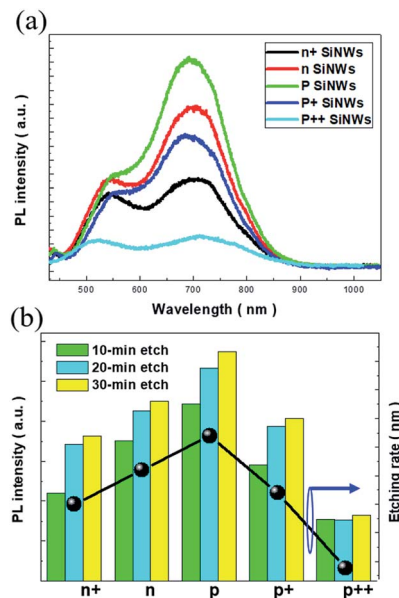 (a)
n+ SiNWs
n SiNWs
P SiNWs
P+ SiNWs
P++ SiNWs
PL intensity ( a.u. )
500 600 700 800 900 1000
Wavelength ( nm )
(b)
10-min etch
20-min etch
30-min etch
PL intensity ( a.u. )
Etching rate ( nm )
n+ n p p+ p++